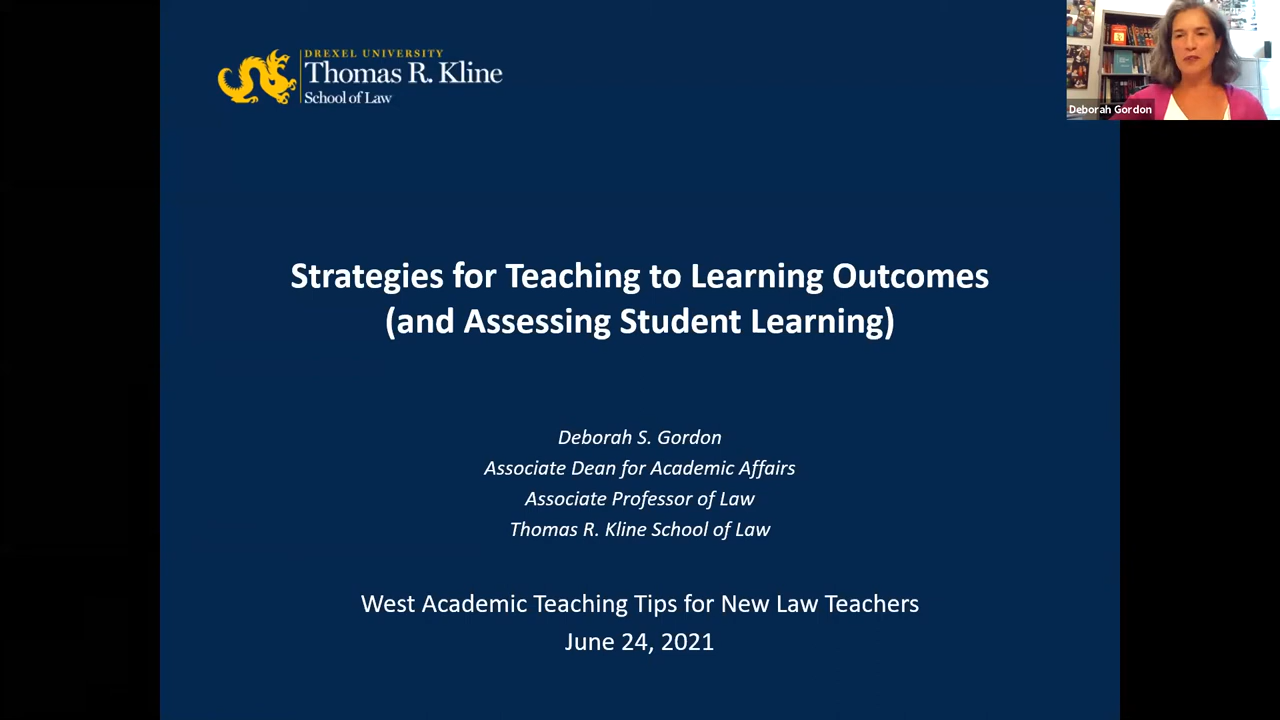 DREXEL UNIVERSITY
Thomas R. Kline
School of Law
Deborah Gordon
Strategies for Teaching to Learning Outcomes
(and Assessing Student Learning)
Deborah S. Gordon
Associate Dean for Academic Affairs
Associate Professor of Law
Thomas R. Kline School of Law
West Academic Teaching Tips for New Law Teachers
June 24, 2021